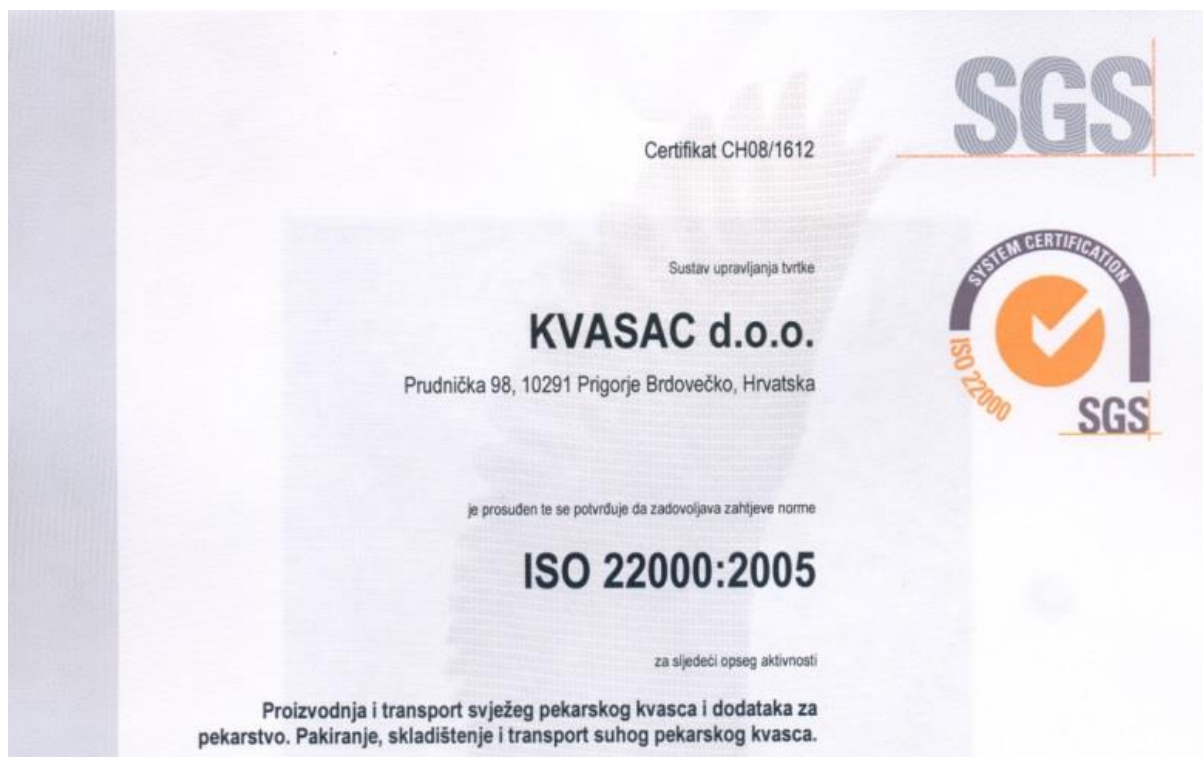 SGS
Certifikat CH08/1612
Sustav upravljanja tvrtke
KVASAC d.o.o.
Prudnička 98, 10291 Prigorje Brdovečko, Hrvatska
SYSTEM CERTIFICATION
ISO 22000
SGS
je prosuđen te se potvrđuje da zadovoljava zahtjeve norme
ISO 22000:2005
za sljedeći opseg aktivnosti
Proizvodnja i transport svježeg pekarskog kvasca i dodataka za
pekarstvo. Pakiranje, skladištenje i transport suhog pekarskog kvasca.